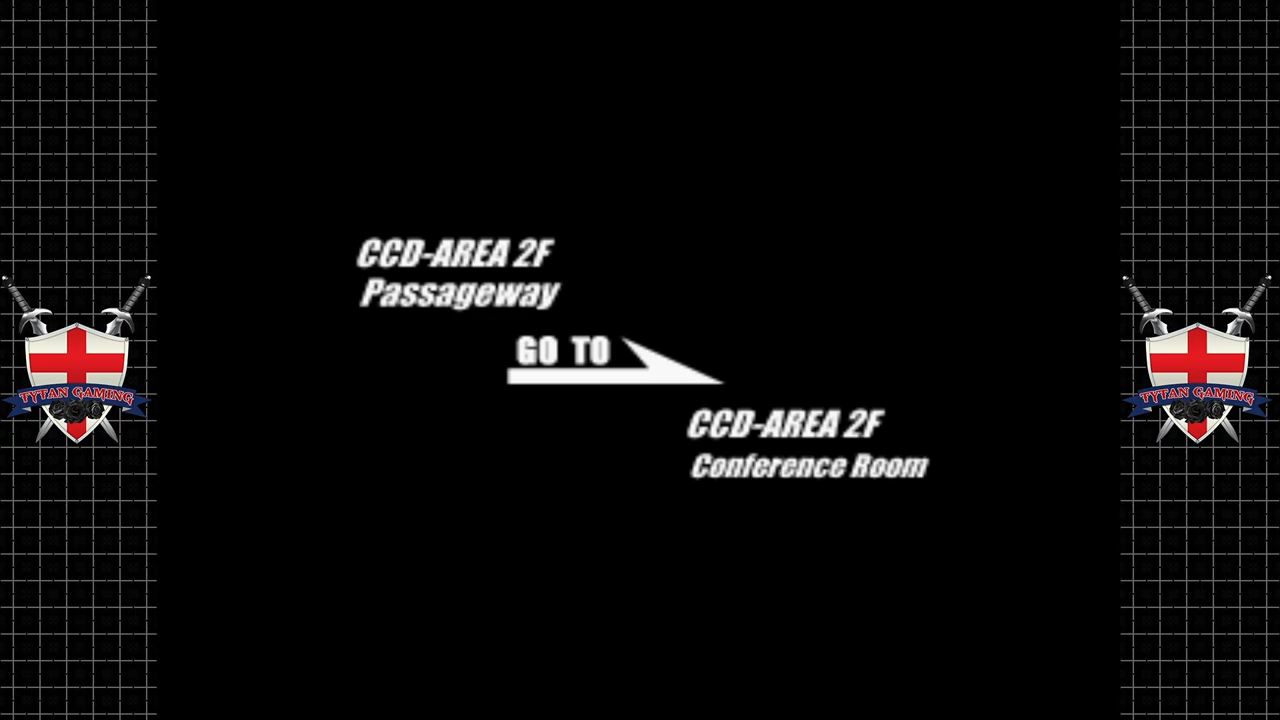 CCD-AREA 2F
Passageway
GO TO
CCD-AREA 2F
Conference Room
TYTAN GAMING
TYTAN GAMING